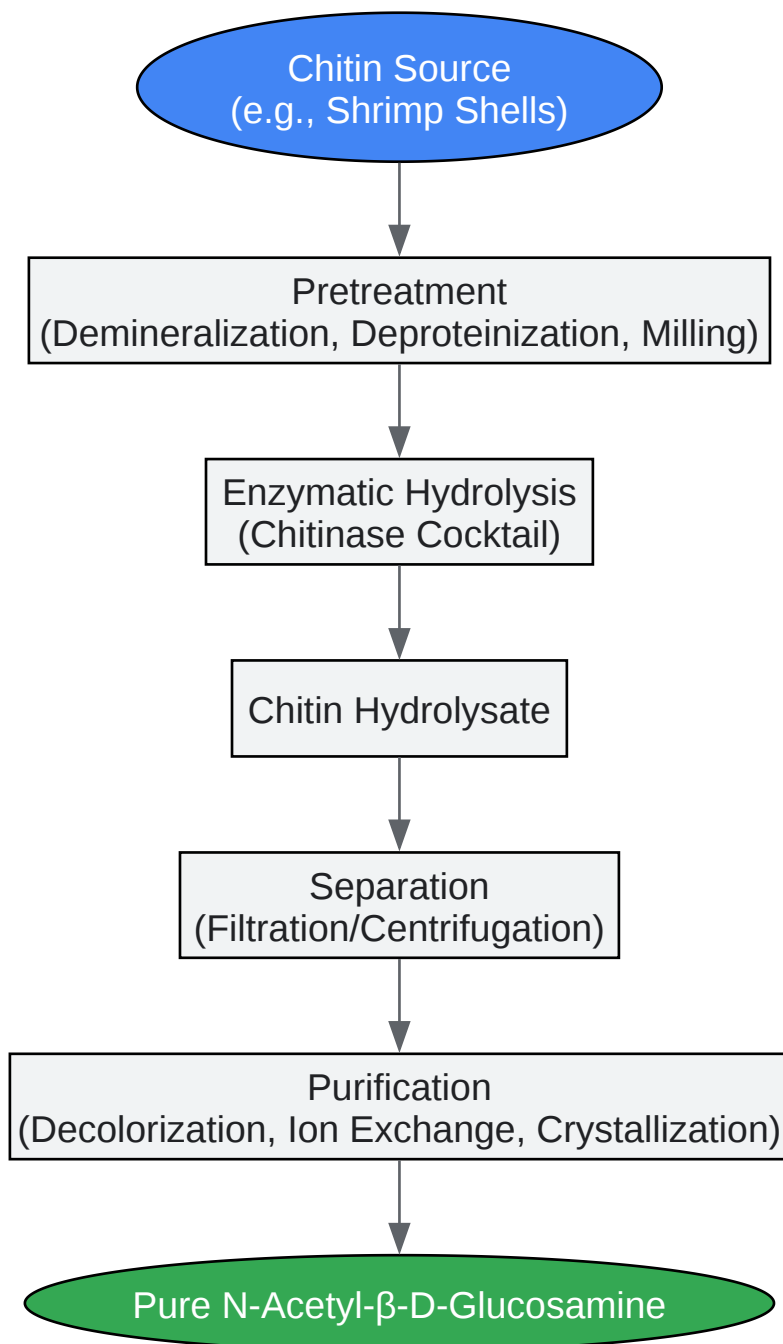 Chitin Source
(e.g., Shrimp Shells)
Pretreatment
(Demineralization, Deproteinization, Milling)
Enzymatic Hydrolysis
(Chitinase Cocktail)
Chitin Hydrolysate
Separation
(Filtration/Centrifugation)
Purification
(Decolorization, Ion Exchange, Crystallization)
Pure N-Acetyl-β-D-Glucosamine